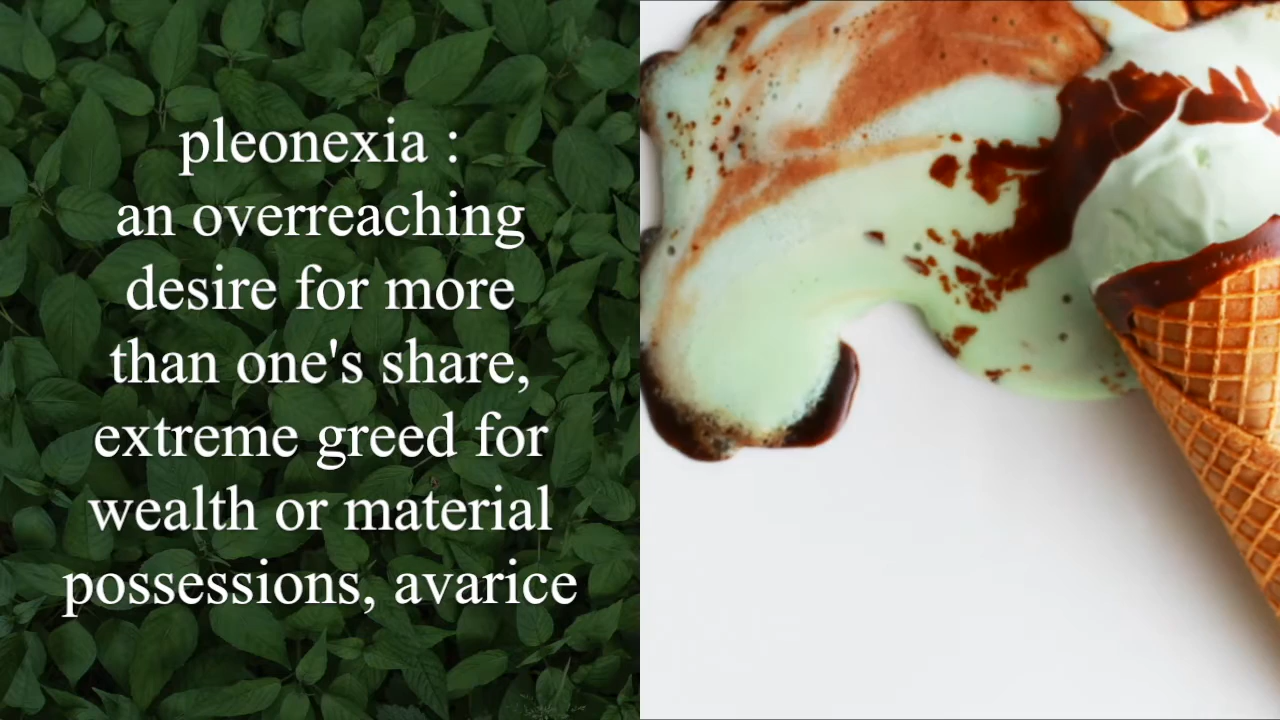 pleonexia :
an overreaching
desire for more
than one's share,
extreme greed for
wealth or material
possessions, avarice